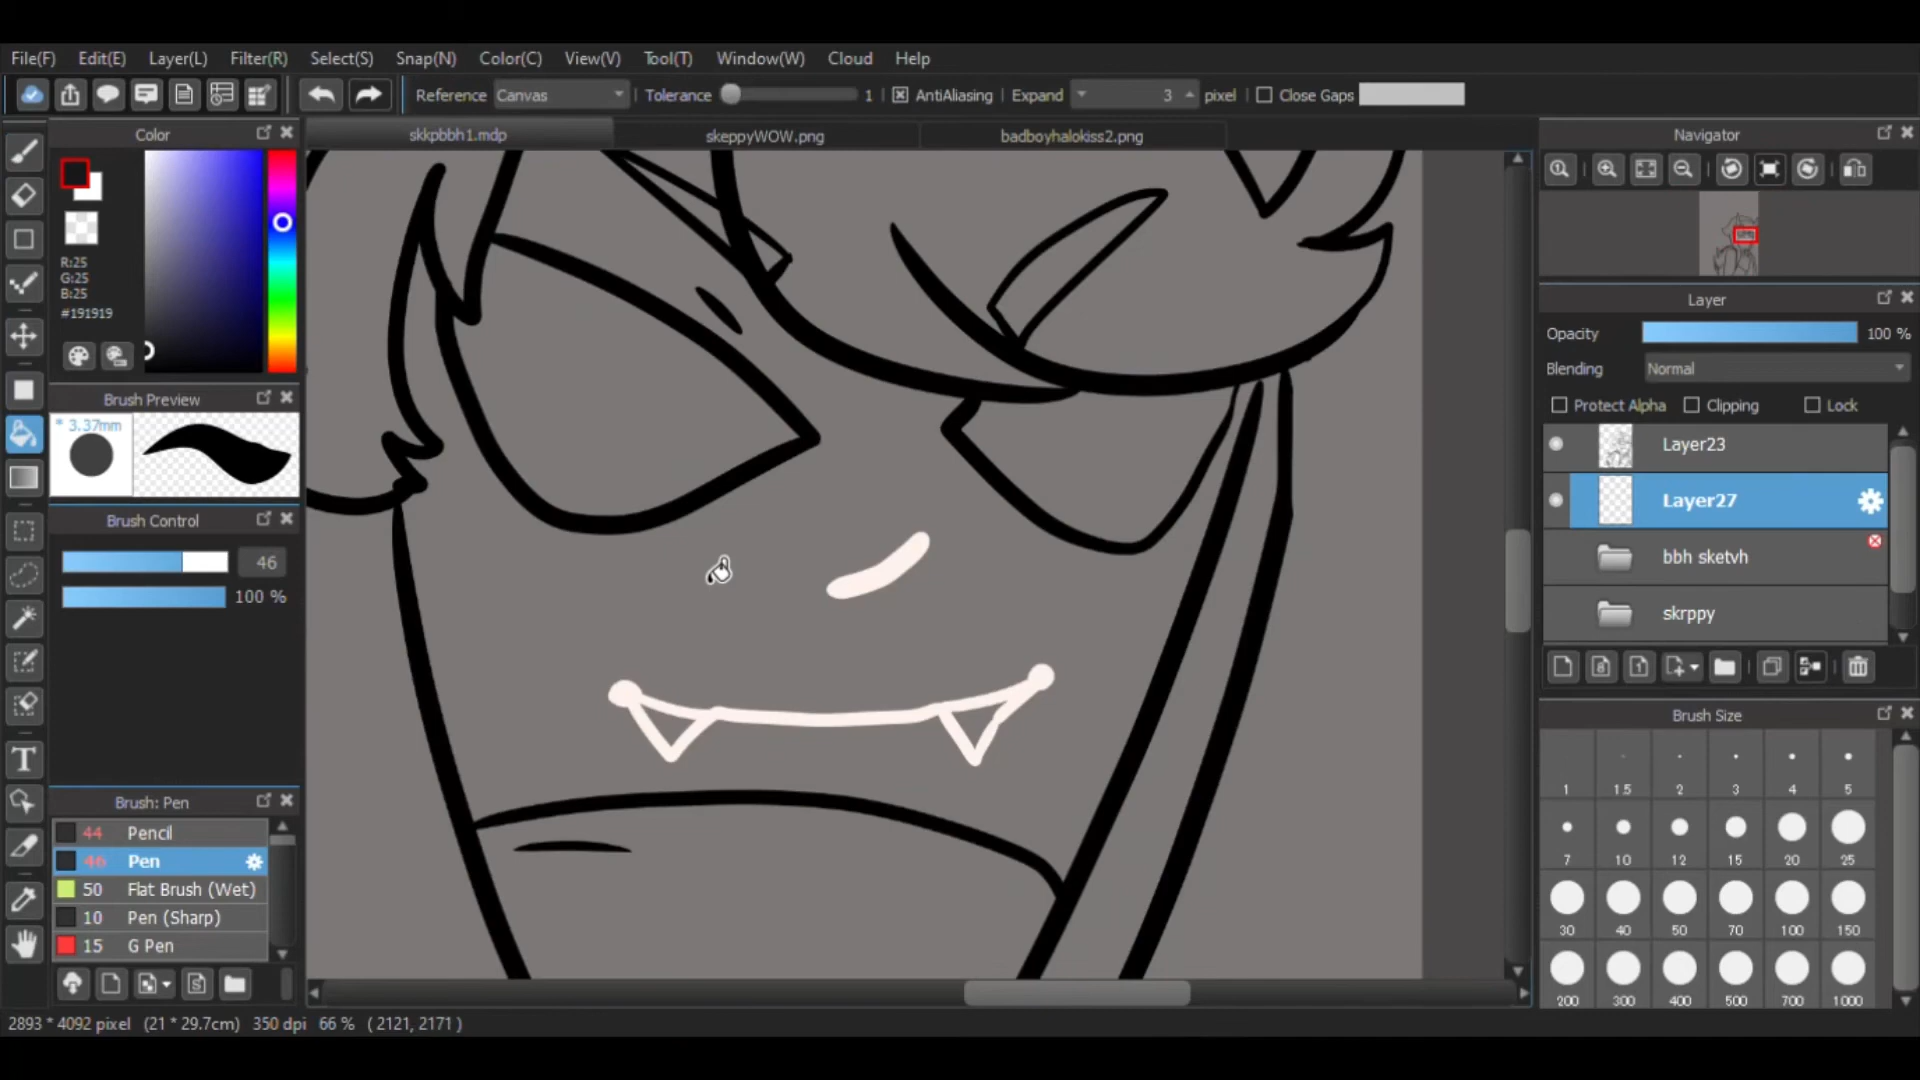 File(F) Edit(E) Layer(L) Filter(R) Select(S) Snap(N) Color(C) View(V) Tool(T) Window(W) Cloud Help
Reference Canvas Tolerance 1 AntiAliasing Expand 3 pixel Close Gaps
Color
skkpbbh1.mdp skeppyWOW.png badboyhalokiss2.png
Navigator
R:25
G:25
B:25
#191919
Layer
Opacity 100 %
Blending Normal
Protect Alpha Clipping Lock
Brush Preview
* 3.37mm
Layer23
Layer27
bbh sketvh
skrppy
Brush Control
46
100 %
Brush Size
1 1.5 2 3 4 5
7 10 12 15 20 25
30 40 50 70 100 150
200 300 400 500 700 1000
Brush: Pen
44 Pencil
46 Pen
50 Flat Brush (Wet)
10 Pen (Sharp)
15 G Pen
2893 * 4092 pixel (21 * 29.7cm) 350 dpi 66 % ( 2121, 2171 )